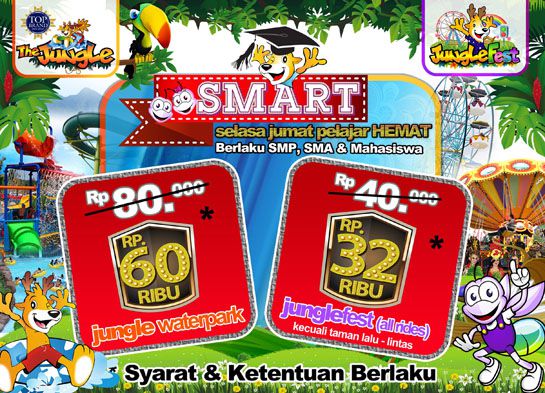 TOP BRAND
The Jungle
JungleFest
SMART
selasa jumat pelajar HEMAT
Berlaku SMP, SMA & Mahasiswa
Rp 80.000
*
RP.
60
RIBU
jungle waterpark
Rp 40.000
*
RP.
32
RIBU
junglefest (all rides)
kecuali taman lalu - lintas
* Syarat & Ketentuan Berlaku